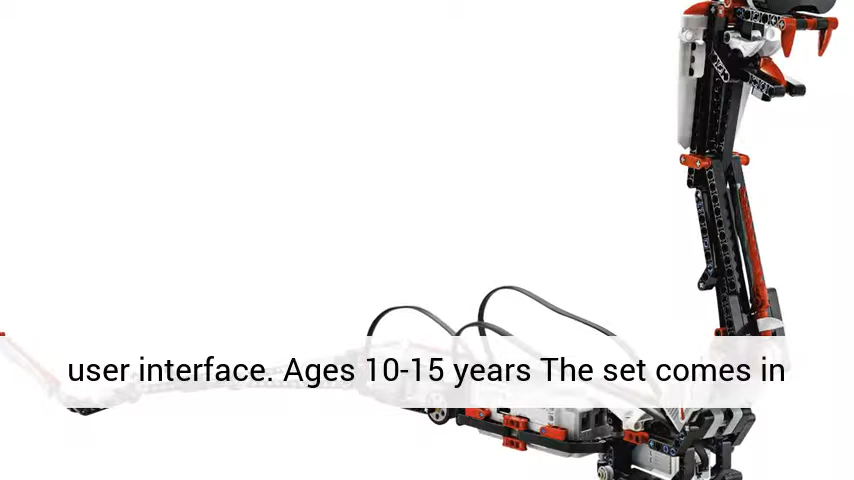 user interface. Ages 10-15 years The set comes in